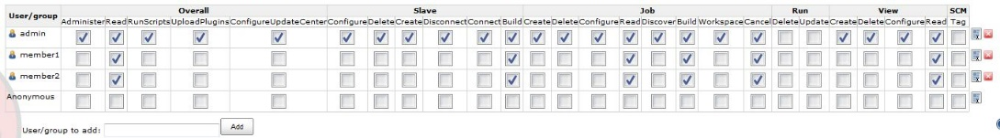 User/group Overall Slave Job Run View SCM
Administer Read RunScripts UploadPlugins ConfigureUpdateCenter Configure Delete Create Disconnect Connect Build Create Delete Configure Read Discover Build Workspace Cancel Delete Update Create Delete Configure Read Tag
admin
member1
member2
Anonymous
User/group to add: Add